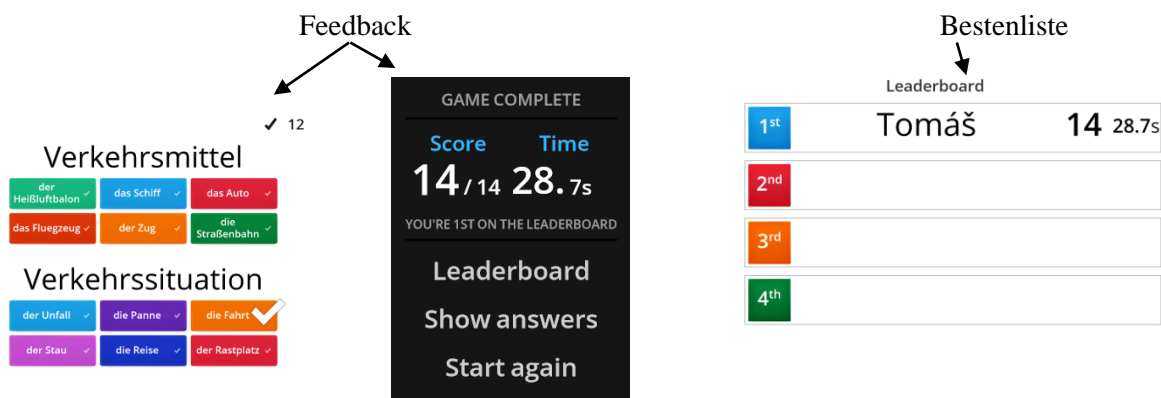 Feedback
✓ 12
Verkehrsmittel
der
Heißluftbalon
das Schiff
das Auto
das Fluegzeug
der Zug
die
Straßenbahn
Verkehrssituation
der Unfall
die Panne
die Fahrt
der Stau
die Reise
der Rastplatz
GAME COMPLETE
Score Time
14 / 14 28. 7s
YOU'RE 1ST ON THE LEADERBOARD
Leaderboard
Show answers
Start again
Bestenliste
Leaderboard
1st Tomáš 14 28.7s
2nd
3rd
4th